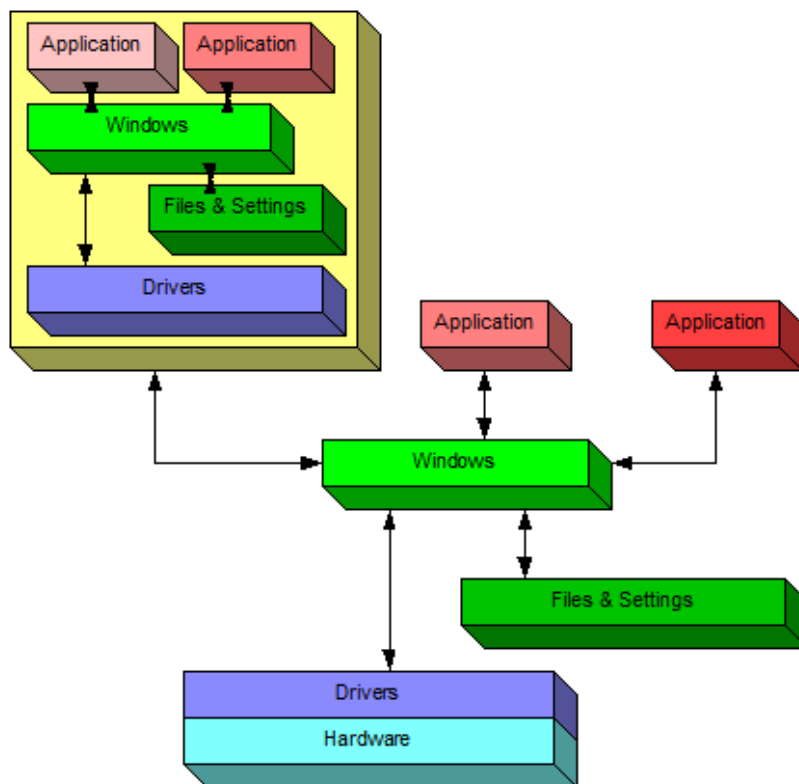 Application
Application
Windows
Files & Settings
Drivers
Application
Application
Windows
Files & Settings
Drivers
Hardware